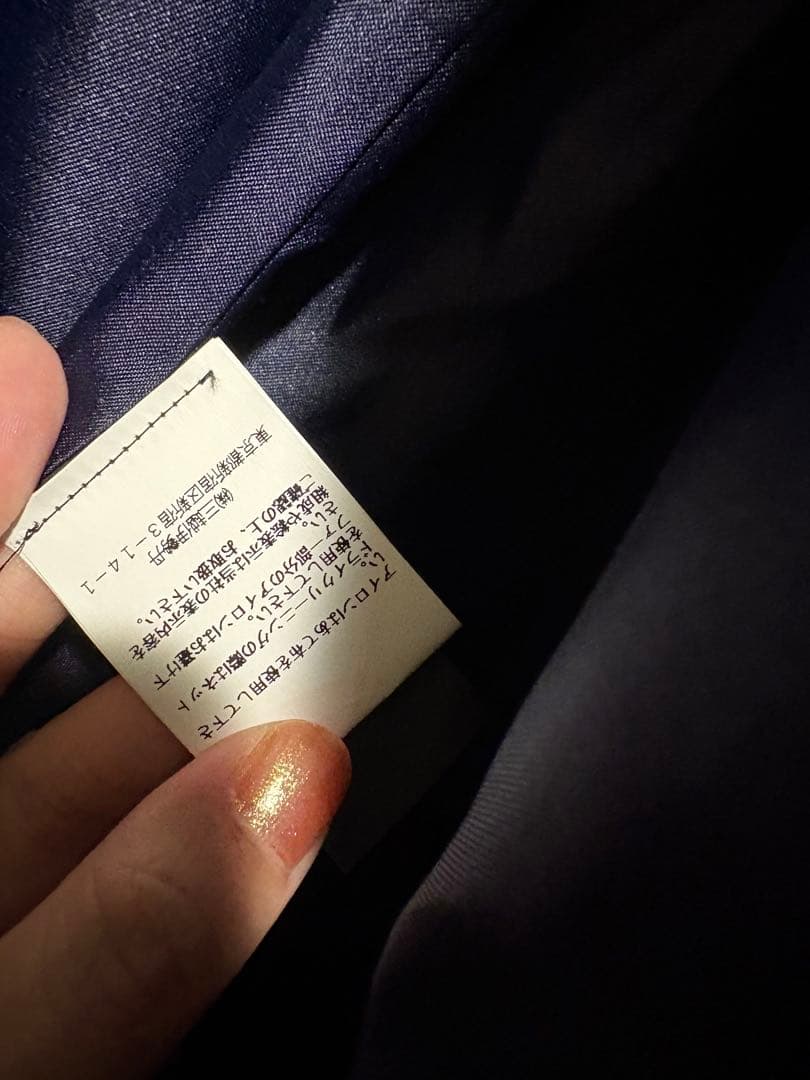 アイロンはあて布を使用して下さ
い。
ドライクリーニングの際はネット
を使用して下さい。
ファー部分のアイロンはお避け下
さい。
組成や絵表示は当社の表示内容を
ご確認の上、お取扱い下さい。
㈱三越伊勢丹
東京都新宿区新宿3-14-1